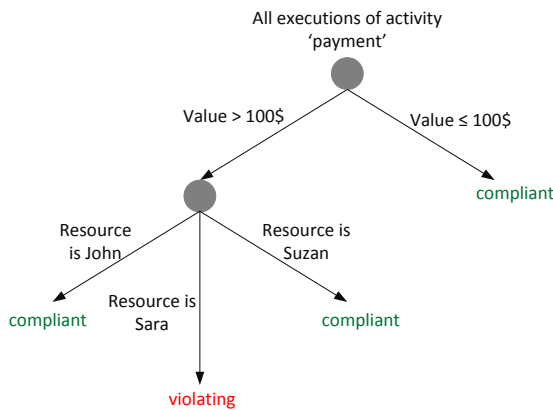 All executions of activity
‘payment’
Value > 100$
Value ≤ 100$
compliant
Resource
is John
Resource is
Suzan
Resource is
Sara
compliant
compliant
violating